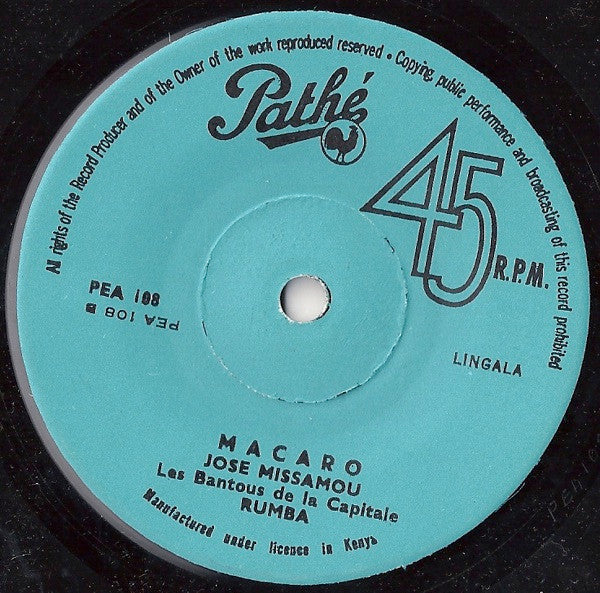 All rights of the Record Producer and of the Owner of the work reproduced reserved • Copying, public performance and broadcasting of this record prohibited
Pathé
45 R.P.M.
PEA 108
PEA 108 B
LINGALA
MACARO
JOSE MISSAMOU
Les Bantous de la Capitale
RUMBA
Manufactured under licence in Kenya